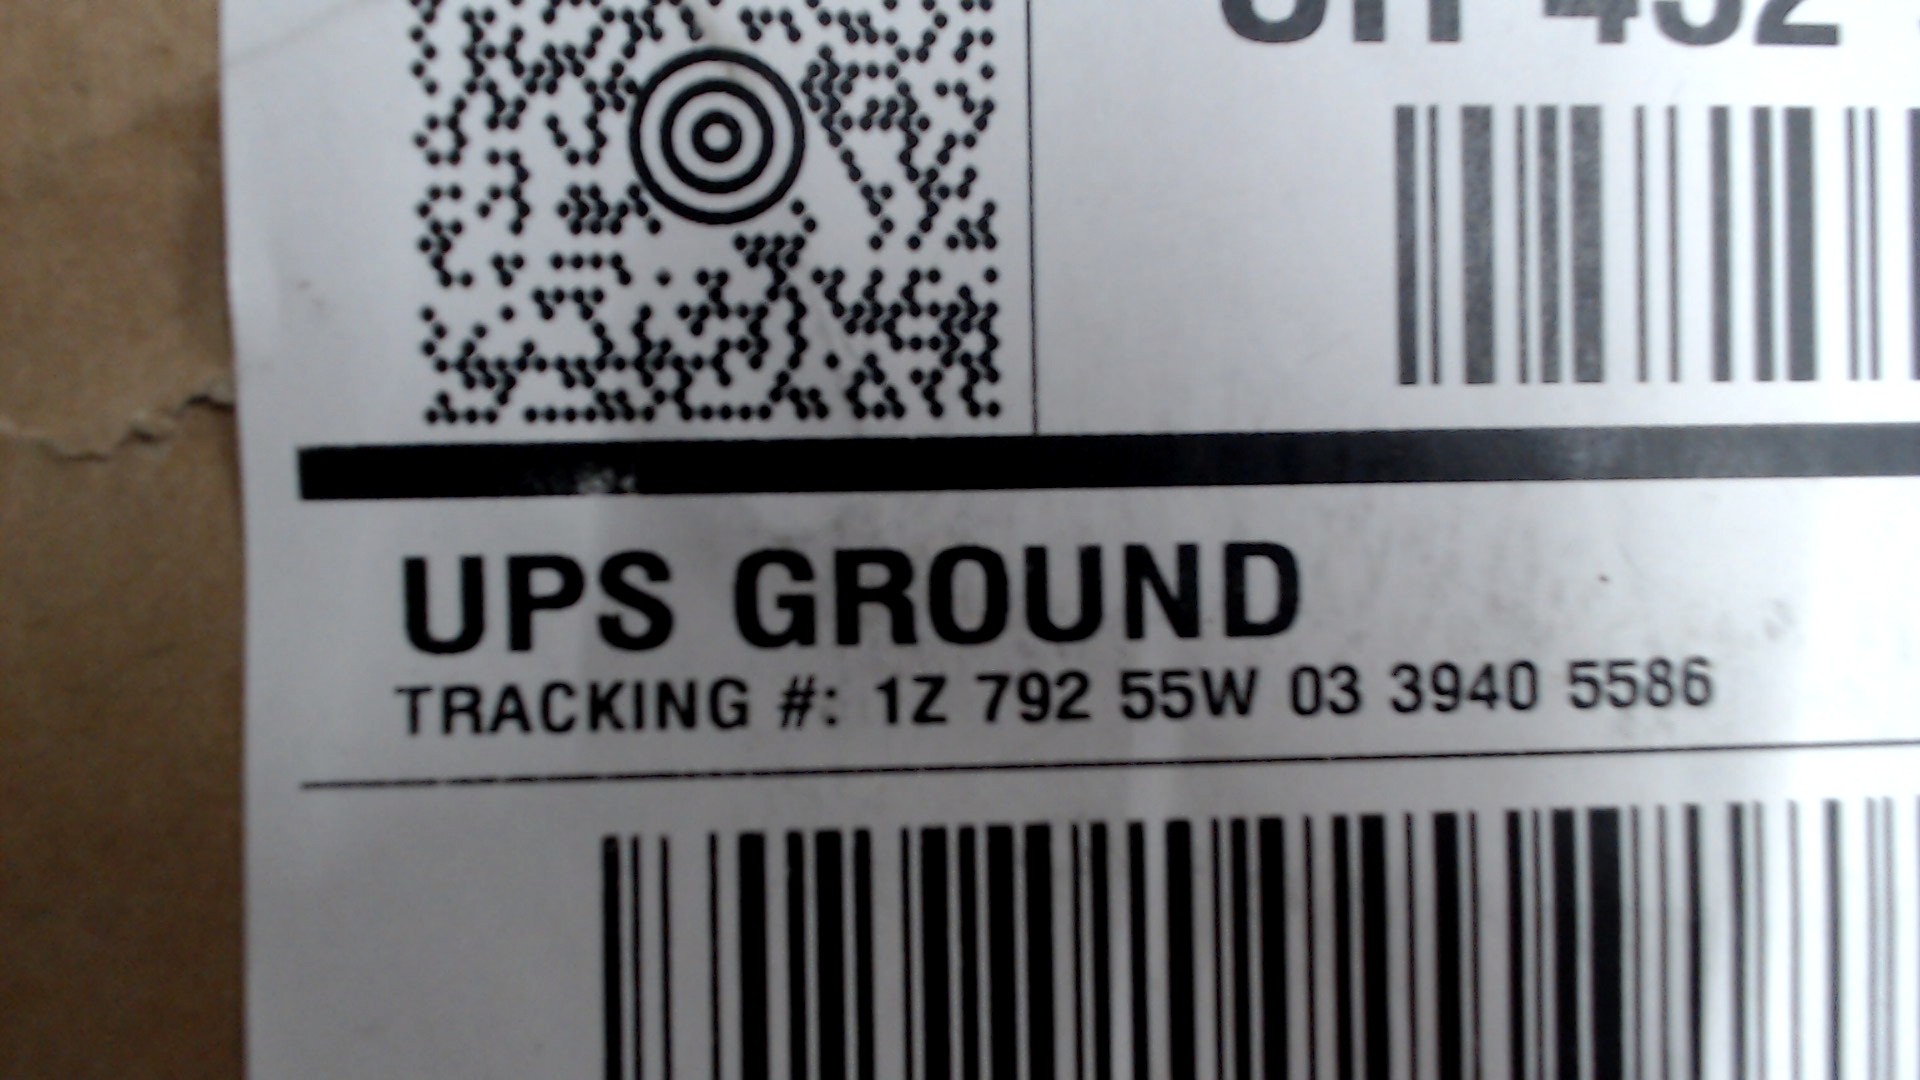 UPS GROUND
TRACKING #: 1Z 792 55W 03 3940 5586